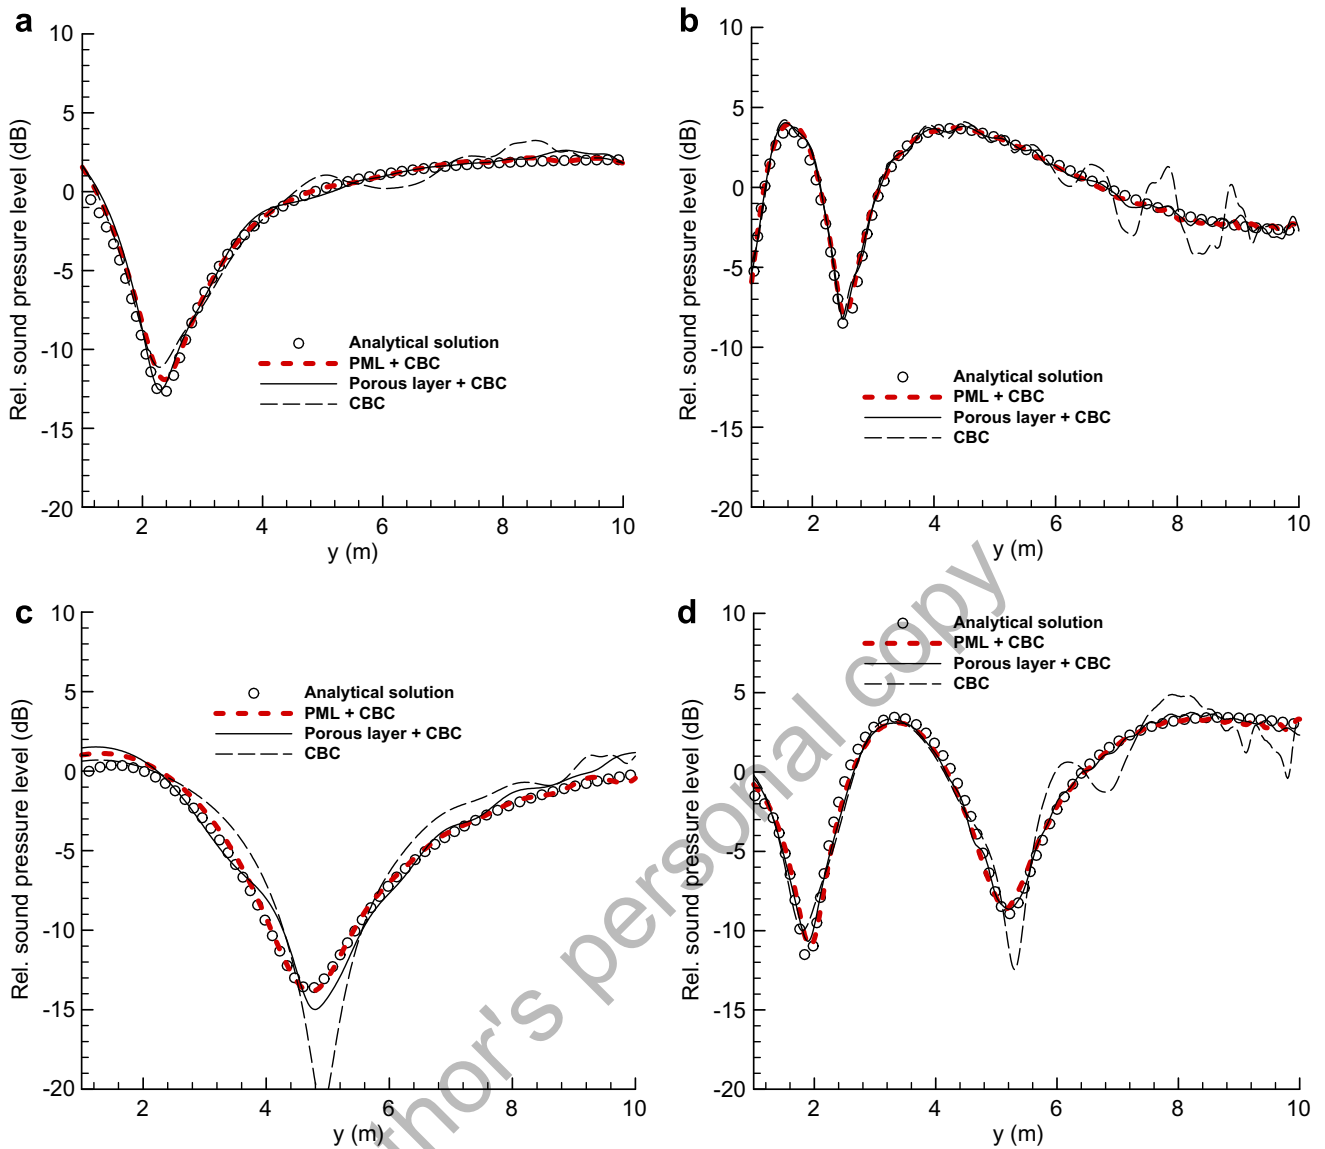 a
10
5
0
-5
-10
-15
-20
Rel. sound pressure level (dB)
Analytical solution
PML + CBC
Porous layer + CBC
CBC
2 4 6 8 10
y (m)
b
10
5
0
-5
-10
-15
-20
Rel. sound pressure level (dB)
Analytical solution
PML + CBC
Porous layer + CBC
CBC
2 4 6 8 10
y (m)
c
10
5
0
-5
-10
-15
-20
Rel. sound pressure level (dB)
Analytical solution
PML + CBC
Porous layer + CBC
CBC
2 4 6 8 10
y (m)
d
10
5
0
-5
-10
-15
-20
Rel. sound pressure level (dB)
Analytical solution
PML + CBC
Porous layer + CBC
CBC
2 4 6 8 10
y (m)
thor's personal copy